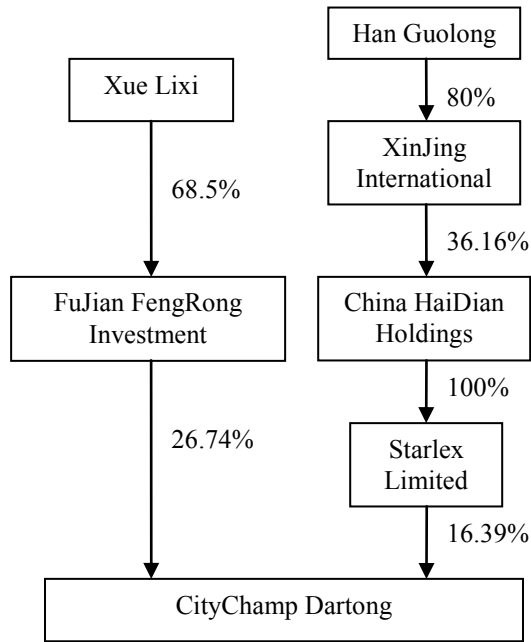 Han Guolong
Xue Lixi
80%
XinJing
International
68.5%
36.16%
FuJian FengRong
Investment
China HaiDian
Holdings
100%
26.74%
Starlex
Limited
16.39%
CityChamp Dartong